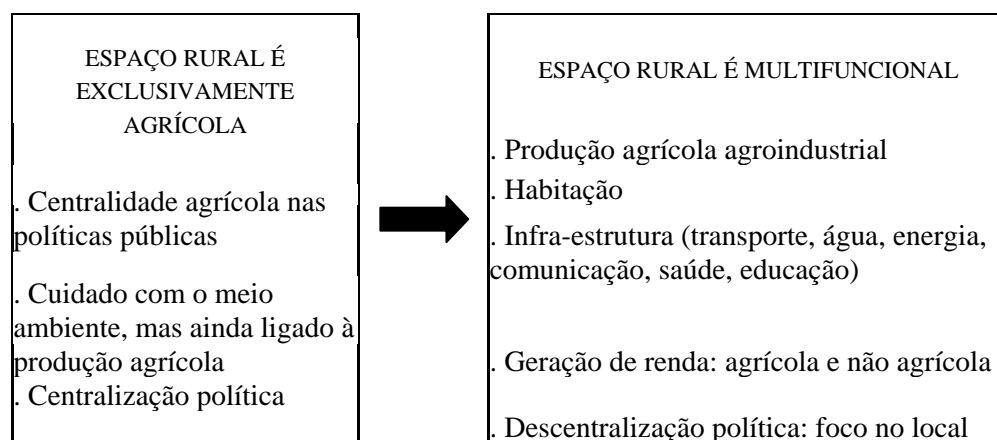 ESPAÇO RURAL É
EXCLUSIVAMENTE
AGRÍCOLA
. Centralidade agrícola nas
políticas públicas
. Cuidado com o meio
ambiente, mas ainda ligado à
produção agrícola
. Centralização política
ESPAÇO RURAL É MULTIFUNCIONAL
. Produção agrícola agroindustrial
. Habitação
. Infra-estrutura (transporte, água, energia,
comunicação, saúde, educação)
. Geração de renda: agrícola e não agrícola
. Descentralização política: foco no local